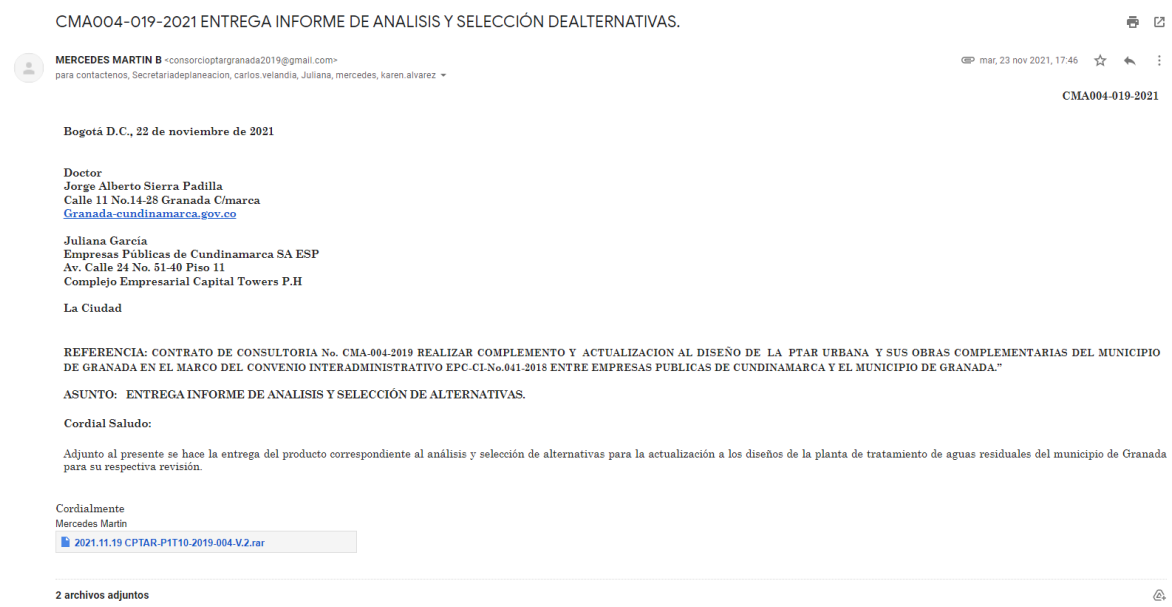 CMA004-019-2021 ENTREGA INFORME DE ANALISIS Y SELECCIÓN DEALTERNATIVAS.
MERCEDES MARTIN B <consorcioptargranada2019@gmail.com>
mar, 23 nov 2021, 17:46
para contactenos, Secretariadeplaneacion, carlos.velandia, Juliana, mercedes, karen.alvarez
CMA004-019-2021
Bogotá D.C., 22 de noviembre de 2021
Doctor
Jorge Alberto Sierra Padilla
Calle 11 No.14-28 Granada C/marca
Granada-cundinamarca.gov.co
Juliana García
Empresas Públicas de Cundinamarca SA ESP
Av. Calle 24 No. 51-40 Piso 11
Complejo Empresarial Capital Towers P.H
La Ciudad
REFERENCIA: CONTRATO DE CONSULTORIA No. CMA-004-2019 REALIZAR COMPLEMENTO Y ACTUALIZACION AL DISEÑO DE LA PTAR URBANA Y SUS OBRAS COMPLEMENTARIAS DEL MUNICIPIO
DE GRANADA EN EL MARCO DEL CONVENIO INTERADMINISTRATIVO EPC-CI-No.041-2018 ENTRE EMPRESAS PUBLICAS DE CUNDINAMARCA Y EL MUNICIPIO DE GRANADA.”
ASUNTO: ENTREGA INFORME DE ANALISIS Y SELECCIÓN DE ALTERNATIVAS.
Cordial Saludo:
Adjunto al presente se hace la entrega del producto correspondiente al análisis y selección de alternativas para la actualización a los diseños de la planta de tratamiento de aguas residuales del municipio de Granada
para su respectiva revisión.
Cordialmente
Mercedes Martin
2021.11.19 CPTAR-P1T10-2019-004-V.2.rar
2 archivos adjuntos